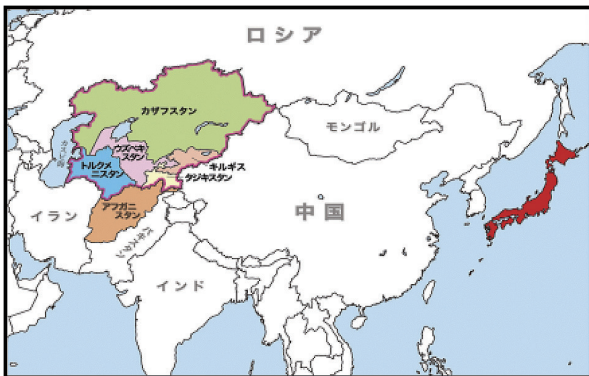 ロシア
カザフスタン
モンゴル
カスピ海
ウズベキ
スタン
トルクメ
ニスタン
キルギス
タジキスタン
イラン
アフガニ
スタン
中国
パキスタン
インド